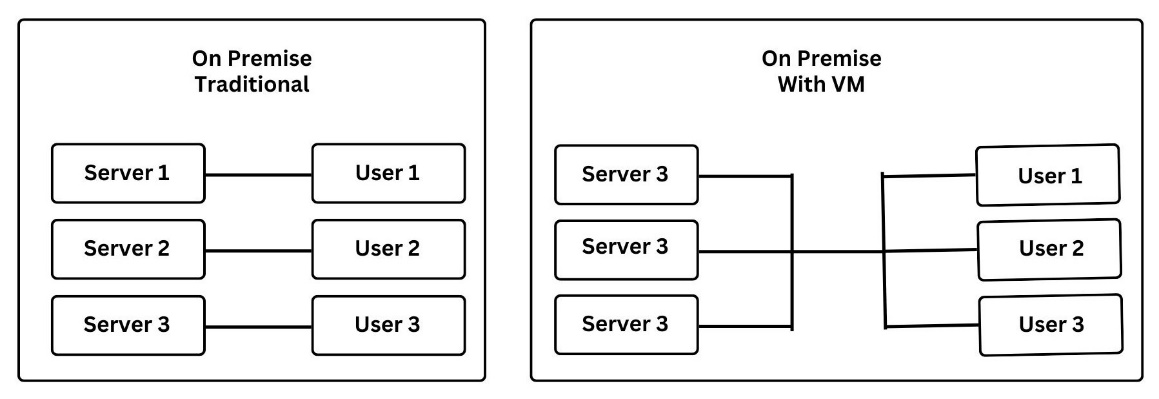 On Premise
Traditional
Server 1
User 1
Server 2
User 2
Server 3
User 3
On Premise
With VM
Server 3
User 1
Server 3
User 2
Server 3
User 3